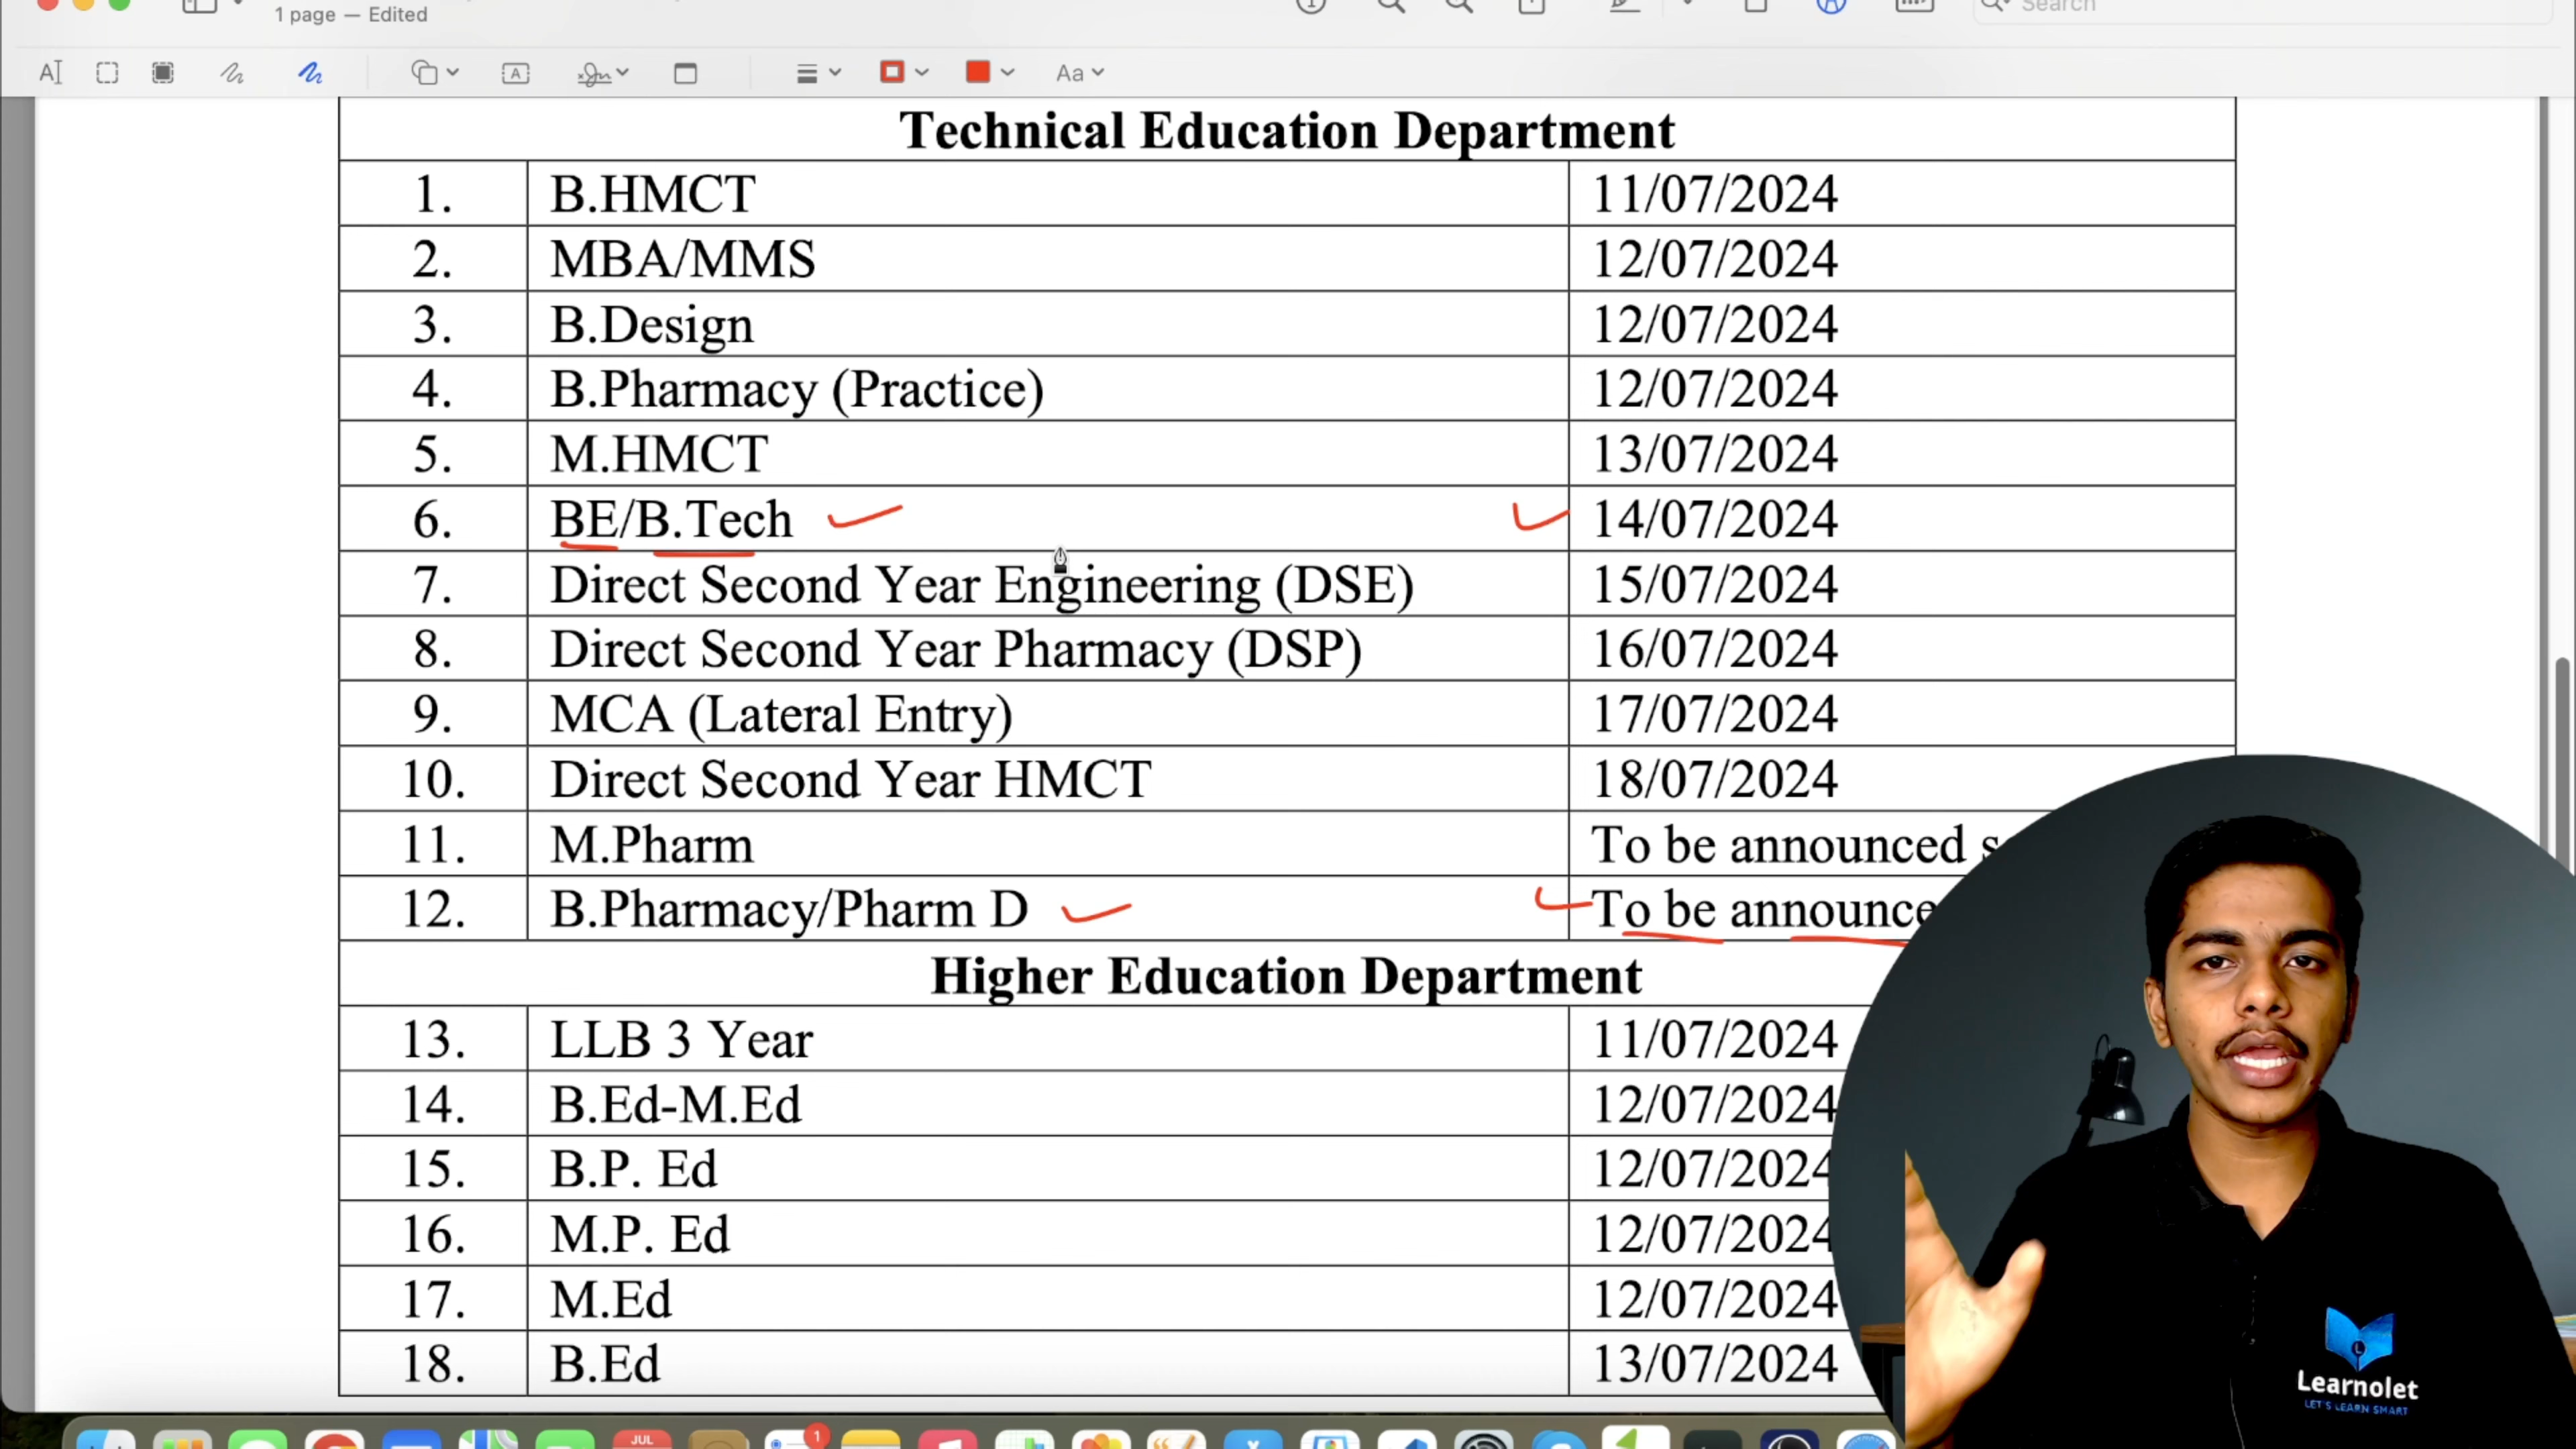 1 page — Edited
Search
A
Aa
Technical Education Department
1. B.HMCT 11/07/2024
2. MBA/MMS 12/07/2024
3. B.Design 12/07/2024
4. B.Pharmacy (Practice) 12/07/2024
5. M.HMCT 13/07/2024
6. BE/B.Tech 14/07/2024
7. Direct Second Year Engineering (DSE) 15/07/2024
8. Direct Second Year Pharmacy (DSP) 16/07/2024
9. MCA (Lateral Entry) 17/07/2024
10. Direct Second Year HMCT 18/07/2024
11. M.Pharm To be announced
12. B.Pharmacy/Pharm D To be
Higher Education Department
13. LLB 3 Year 11/07/2024
14. B.Ed-M.Ed 12/07/2024
15. B.P. Ed 12/07/2024
16. M.P. Ed 12/07/2024
17. M.Ed 12/07/2024
18. B.Ed 13/07/2024
Learnolet
LET'S LEARN SMART
JUL
1